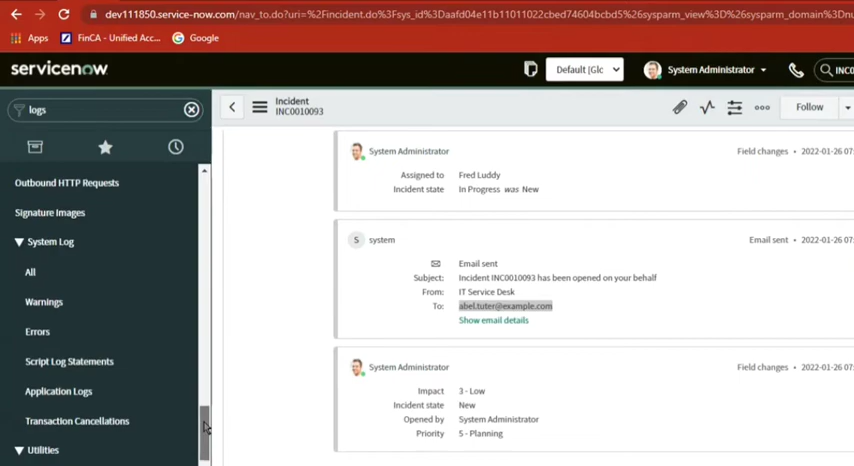 dev111850.service-now.com/nav_to.do?uri=%2Fincident.do%3Fsys_id%3Daafd04e11b11011022cbed74604bcbd5%26sysparm_view%3D%26sysparm_domain%3Dnu
Apps FinCA - Unified Acc... Google
servicenow Default [Glc System Administrator INC0
logs Incident Follow
INC0010093
System Administrator Field changes • 2022-01-26 07:
Outbound HTTP Requests Assigned to Fred Luddy
Incident state In Progress was New
Signature Images
System Log S system Email sent • 2022-01-26 07:
Email sent
All Subject: Incident INC0010093 has been opened on your behalf
From: IT Service Desk
Warnings To: abel.tuter@example.com
Show email details
Errors
Script Log Statements System Administrator Field changes • 2022-01-26 07:
Application Logs Impact 3 - Low
Incident state New
Transaction Cancellations Opened by System Administrator
Priority 5 - Planning
Utilities